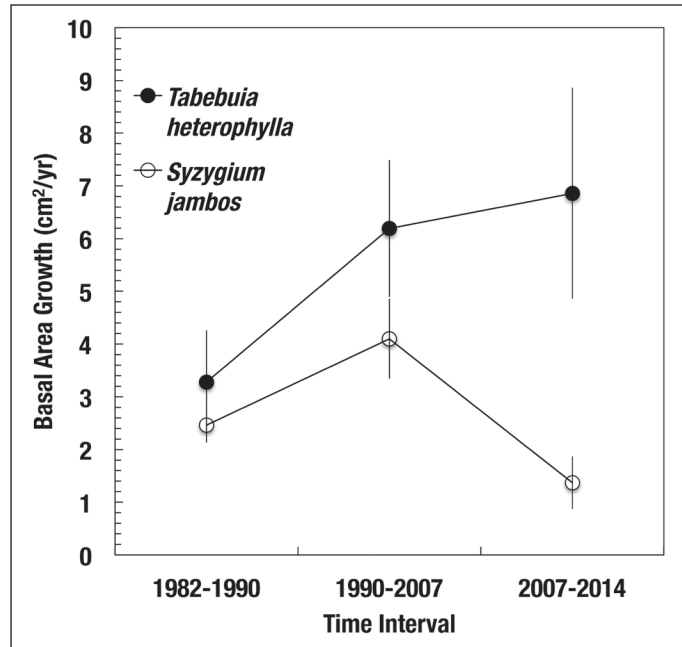 10
9
8
7
6
5
4
3
2
1
0
Basal Area Growth (cm²/yr)
Tabebuia
heterophylla
Syzygium
jambos
1982-1990
1990-2007
2007-2014
Time Interval